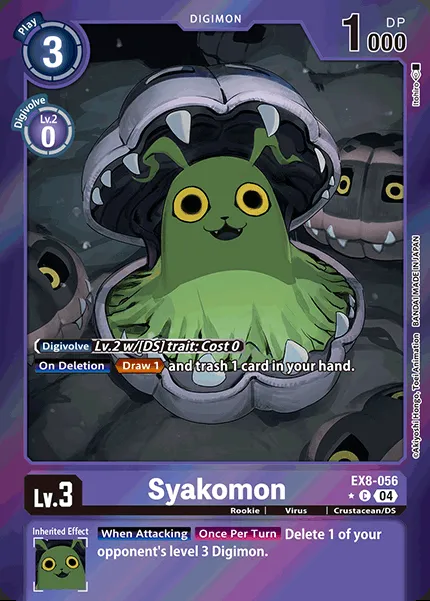 DIGIMON
Play
3
DP
1000
Digivolve
Lv.2
0
Itohiro
©Akiyoshi Hongo, Toei Animation BANDAI MADE IN JAPAN
Digivolve Lv.2 w/[DS] trait: Cost 0
On Deletion Draw 1 and trash 1 card in your hand.
Lv.3
Syakomon
EX8-056
★ C 04
Rookie | Virus | Crustacean/DS
Inherited Effect
When Attacking Once Per Turn Delete 1 of your
opponent's level 3 Digimon.